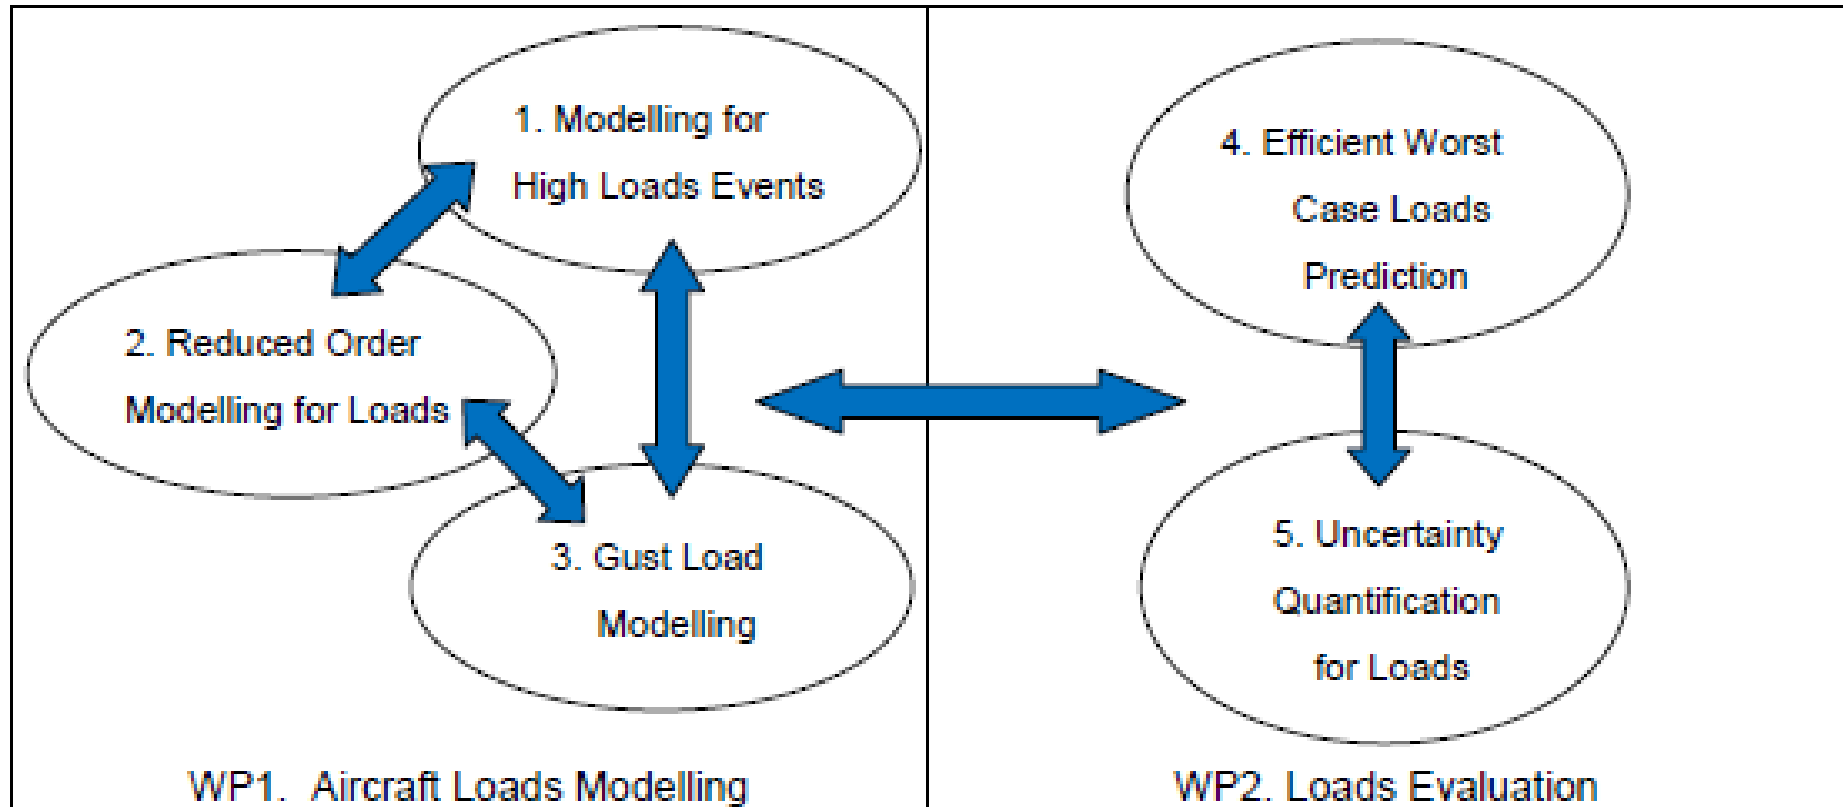 1. Modelling for
High Loads Events
2. Reduced Order
Modelling for Loads
3. Gust Load
Modelling
WP1. Aircraft Loads Modelling
4. Efficient Worst
Case Loads
Prediction
5. Uncertainty
Quantification
for Loads
WP2. Loads Evaluation